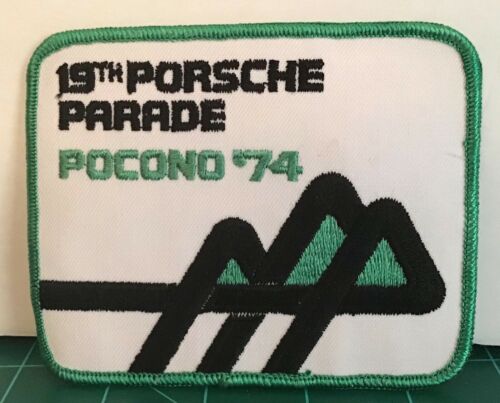 19TH PORSCHE
PARADE
POCONO '74